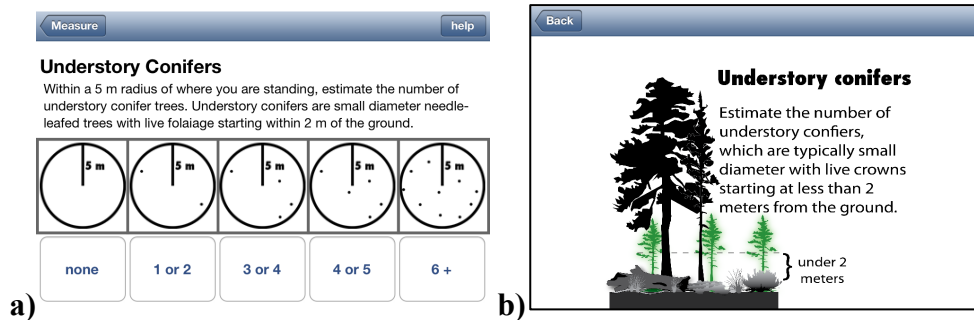 Measure
help
Understory Conifers
Within a 5 m radius of where you are standing, estimate the number of
understory conifer trees. Understory conifers are small diameter needle-
leafed trees with live folaiage starting within 2 m of the ground.
5 m 5 m 5 m 5 m 5 m
none 1 or 2 3 or 4 4 or 5 6 +
a)
Back
Understory conifers
Estimate the number of
understory confiers,
which are typically small
diameter with live crowns
starting at less than 2
meters from the ground.
under 2
meters
b)